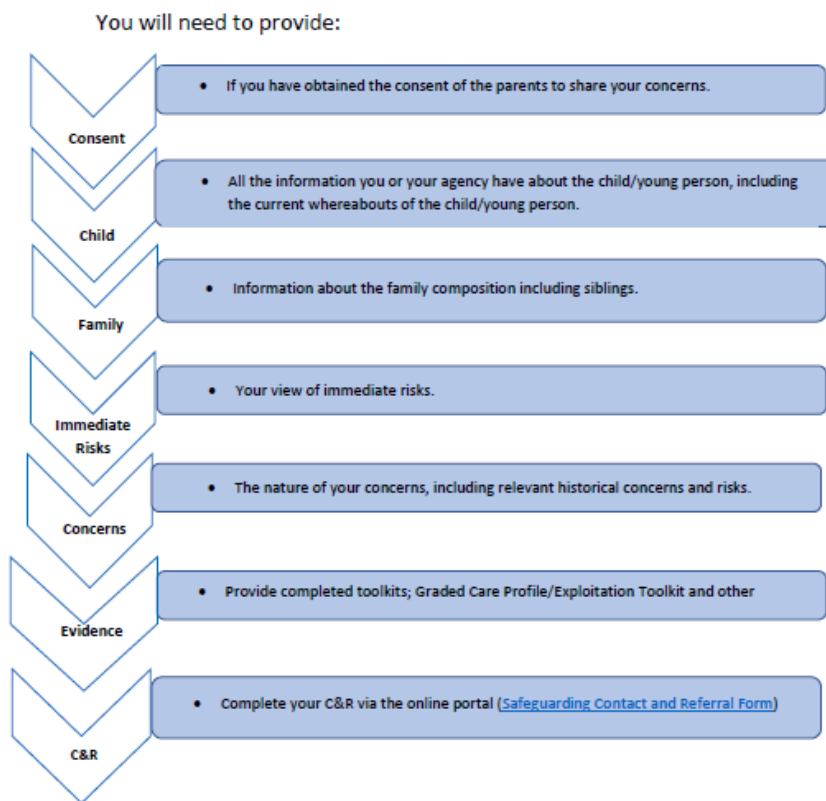 You will need to provide:
• If you have obtained the consent of the parents to share your concerns.
Consent
• All the information you or your agency have about the child/young person, including
the current whereabouts of the child/young person.
Child
• Information about the family composition including siblings.
Family
• Your view of immediate risks.
Immediate
Risks
• The nature of your concerns, including relevant historical concerns and risks.
Concerns
• Provide completed toolkits; Graded Care Profile/Exploitation Toolkit and other
Evidence
• Complete your C&R via the online portal (Safeguarding Contact and Referral Form)
C&R